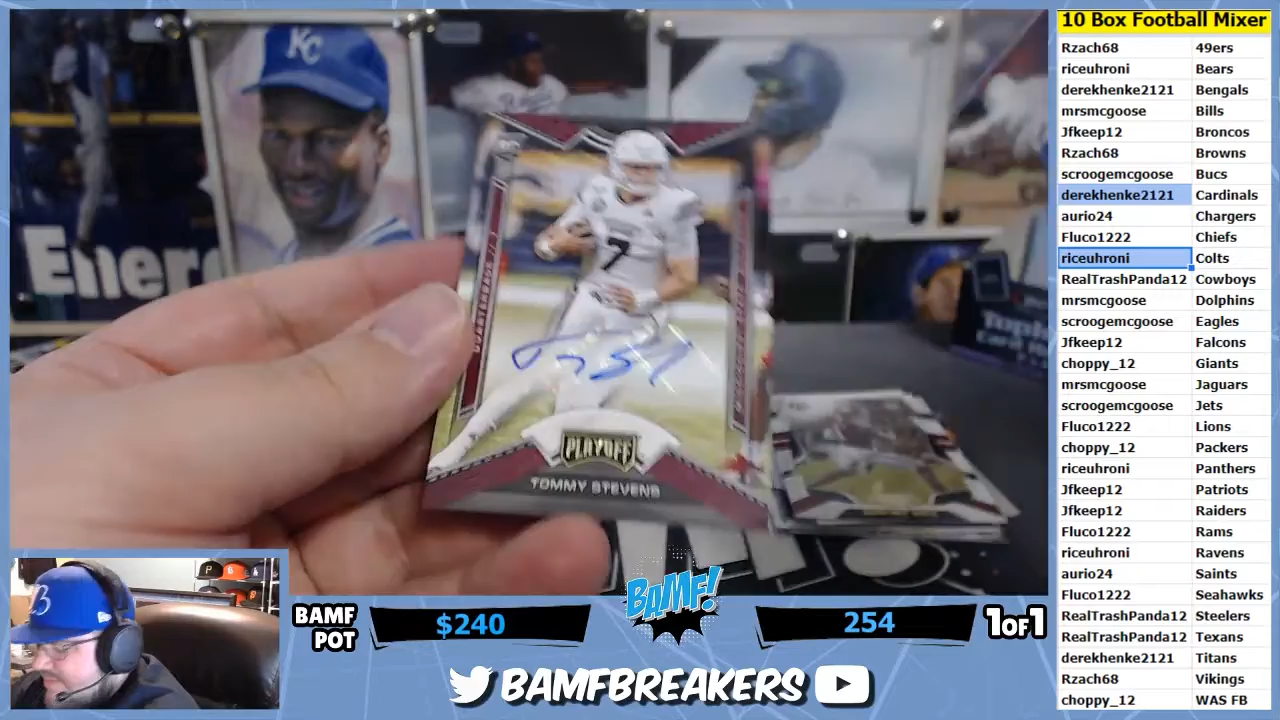 KC
Ener
7
PLAYOFF
TOMMY STEVENS
10 Box Football Mixer
Rzach68 49ers
riceuhroni Bears
derekhenke2121 Bengals
mrsmcgoose Bills
Jfkeep12 Broncos
Rzach68 Browns
scroogemcgoose Bucs
derekhenke2121 Cardinals
aurio24 Chargers
Fluco1222 Chiefs
riceuhroni Colts
RealTrashPanda12 Cowboys
mrsmcgoose Dolphins
scroogemcgoose Eagles
Jfkeep12 Falcons
choppy_12 Giants
mrsmcgoose Jaguars
scroogemcgoose Jets
Fluco1222 Lions
choppy_12 Packers
riceuhroni Panthers
Jfkeep12 Patriots
Jfkeep12 Raiders
Fluco1222 Rams
riceuhroni Ravens
aurio24 Saints
Fluco1222 Seahawks
RealTrashPanda12 Steelers
RealTrashPanda12 Texans
derekhenke2121 Titans
Rzach68 Vikings
choppy_12 WAS FB
BAMF POT
$240
BAMF!
254
1OF1
BAMFBREAKERS